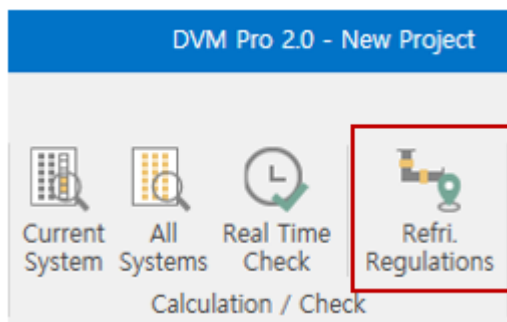 DVM Pro 2.0 - New Project
Current System
All Systems
Real Time Check
Refri. Regulations
Calculation / Check